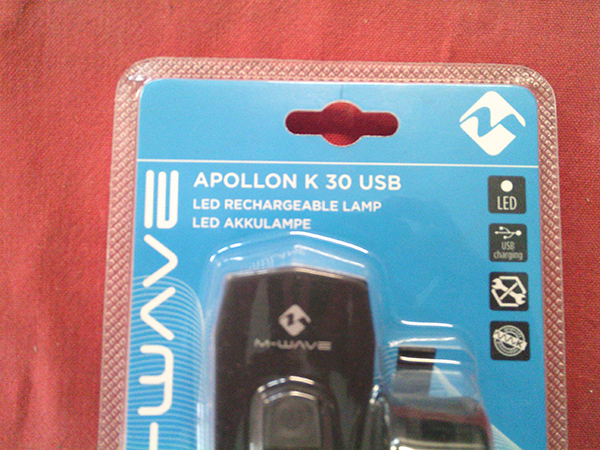 APOLLON K 30 USB
LED RECHARGEABLE LAMP
LED AKKULAMPE
LED
USB
charging
M-WAVE
-WAVE